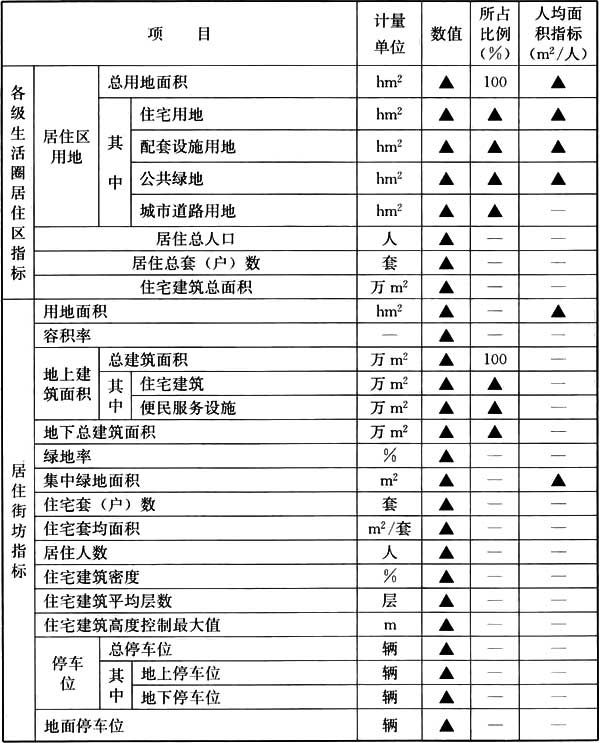 项 目 计量单位 数值 所占比例（%） 人均面积指标（m²/人）
各级生活圈居住区指标 居住区用地 总用地面积 hm² ▲ 100 ▲
其中 住宅用地 hm² ▲ ▲ ▲
配套设施用地 hm² ▲ ▲ ▲
公共绿地 hm² ▲ ▲ ▲
城市道路用地 hm² ▲ ▲ —
居住总人口 人 ▲ — —
居住总套（户）数 套 ▲ — —
住宅建筑总面积 万 m² ▲ — —
居住街坊指标 用地面积 hm² ▲ — ▲
容积率 — ▲ — —
地上建筑面积 总建筑面积 万 m² ▲ 100 —
其中 住宅建筑 万 m² ▲ ▲ —
便民服务设施 万 m² ▲ ▲ —
地下总建筑面积 万 m² ▲ ▲ —
绿地率 % ▲ — —
集中绿地面积 m² ▲ — ▲
住宅套（户）数 套 ▲ — —
住宅套均面积 m²/套 ▲ — —
居住人数 人 ▲ — —
住宅建筑密度 % ▲ — —
住宅建筑平均层数 层 ▲ — —
住宅建筑高度控制最大值 m ▲ — —
停车位 总停车位 辆 ▲ — —
其中 地上停车位 辆 ▲ — —
地下停车位 辆 ▲ — —
地面停车位 辆 ▲ — —